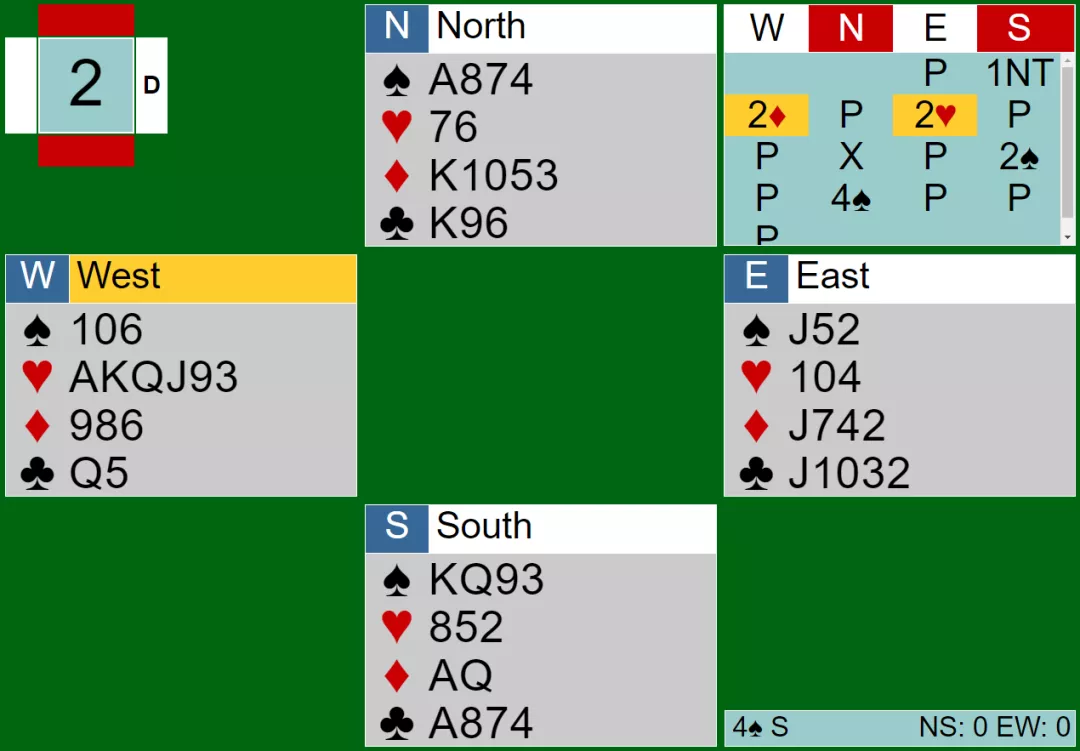 2
D
N North
♠ A874
♥ 76
♦ K1053
♣ K96
W N E S
P 1NT
2♦ P 2♥ P
P X P 2♠
P 4♠ P P
P
W West
♠ 106
♥ AKQJ93
♦ 986
♣ Q5
E East
♠ J52
♥ 104
♦ J742
♣ J1032
S South
♠ KQ93
♥ 852
♦ AQ
♣ A874
4♠ S NS: 0 EW: 0